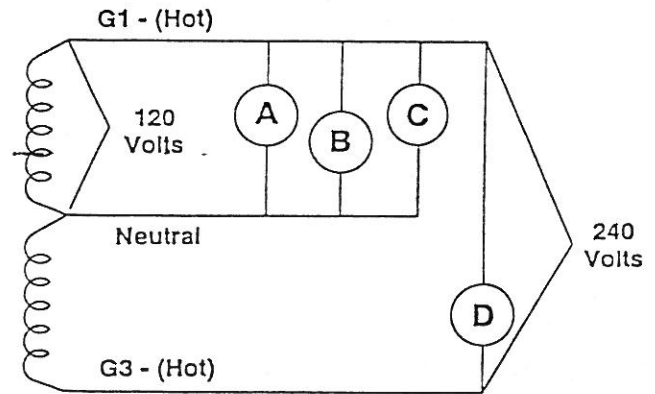 G1 - (Hot)
120
Volts
A
B
C
Neutral
240
Volts
D
G3 - (Hot)